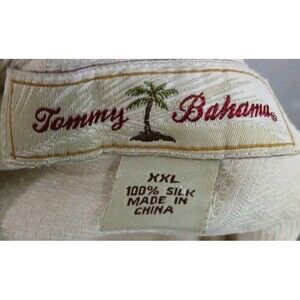 Tommy Bahama®
XXL
100% SILK
MADE IN
CHINA